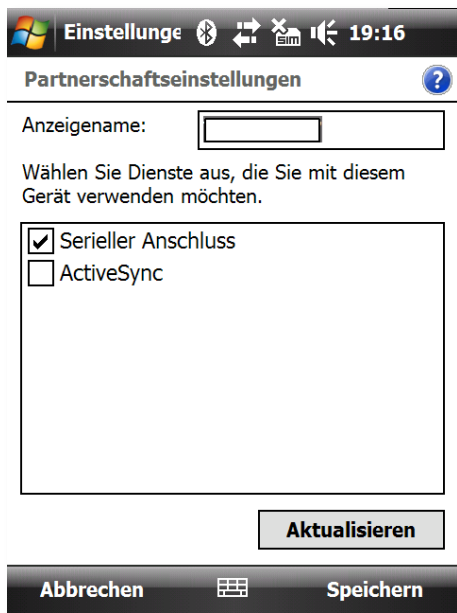 Einstellunge 19:16
Partnerschaftseinstellungen ?
Anzeigename:
Wählen Sie Dienste aus, die Sie mit diesem
Gerät verwenden möchten.
Serieller Anschluss
ActiveSync
Aktualisieren
Abbrechen Speichern